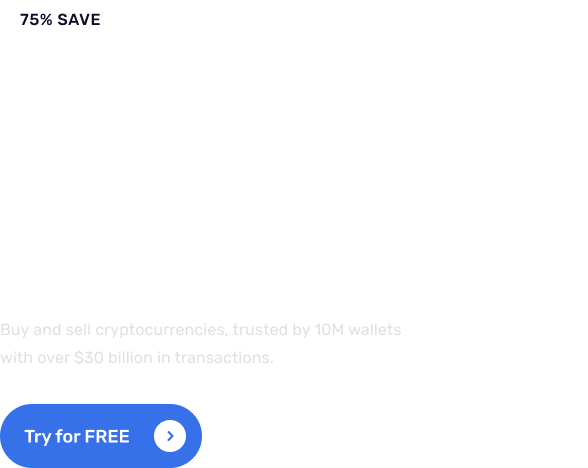 75% SAVE
Buy and sell cryptocurrencies, trusted by 10M wallets
with over $30 billion in transactions.
Try for FREE